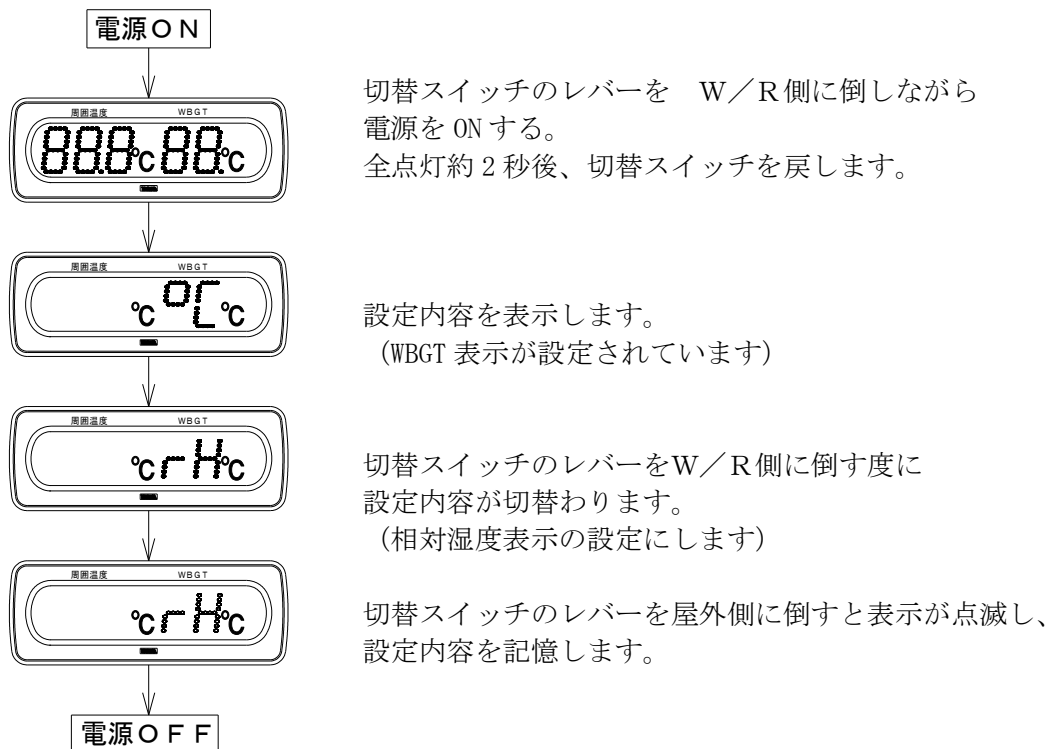 電源ＯＮ
周囲温度 WBGT
88.8℃ 88.℃
切替スイッチのレバーを　Ｗ／Ｒ側に倒しながら
電源を ON する。
全点灯約 2 秒後、切替スイッチを戻します。
周囲温度 WBGT
℃ ℃ ℃
設定内容を表示します。
（WBGT 表示が設定されています）
周囲温度 WBGT
℃ rH ℃
切替スイッチのレバーをＷ／Ｒ側に倒す度に
設定内容が切替わります。
（相対湿度表示の設定にします）
周囲温度 WBGT
℃ rH ℃
切替スイッチのレバーを屋外側に倒すと表示が点滅し、
設定内容を記憶します。
電源ＯＦＦ